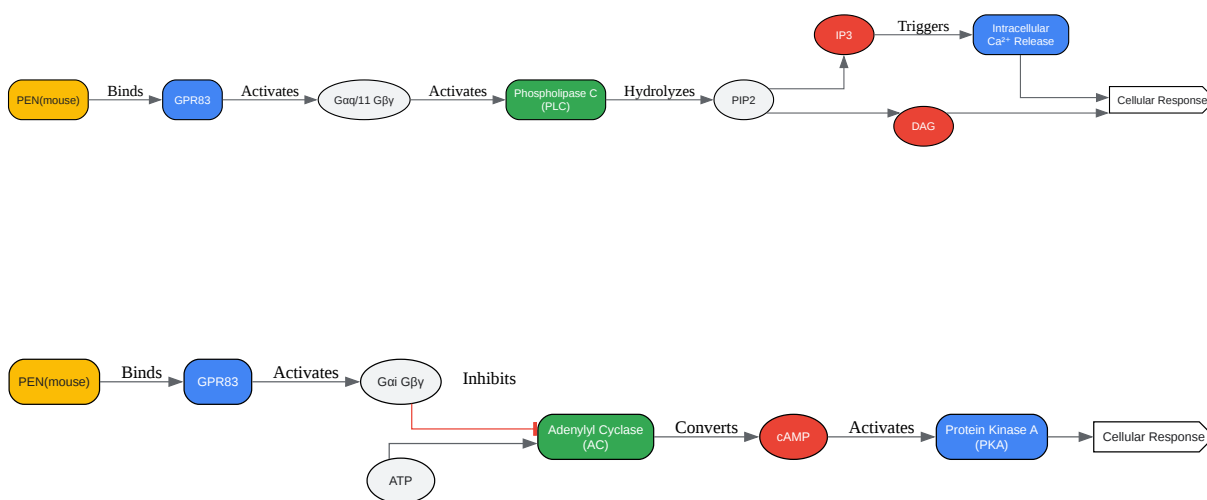 IP3
Triggers
Intracellular
Ca²⁺ Release
PEN(mouse)
Binds
GPR83
Activates
Gαq/11 Gβγ
Activates
Phospholipase C
(PLC)
Hydrolyzes
PIP2
DAG
Cellular Response
PEN(mouse)
Binds
GPR83
Activates
Gαi Gβγ
Inhibits
ATP
Adenylyl Cyclase
(AC)
Converts
cAMP
Activates
Protein Kinase A
(PKA)
Cellular Response